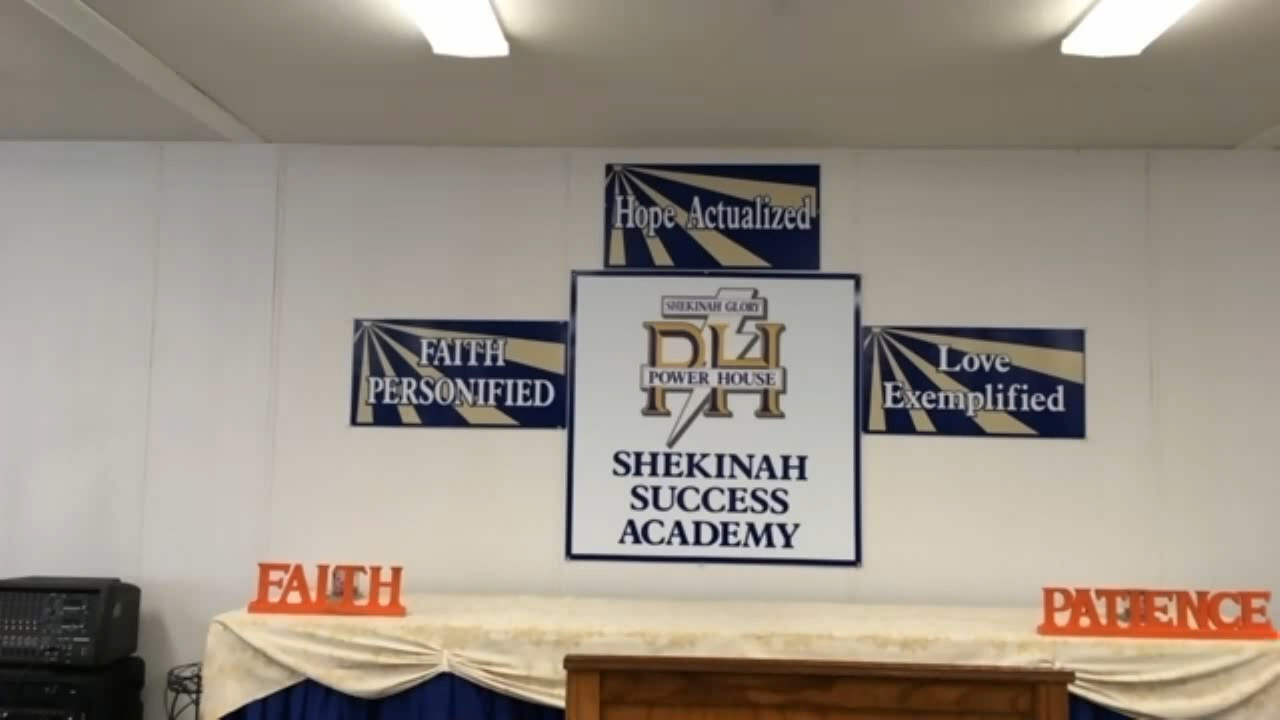 Hope Actualized
FAITH
PERSONIFIED
SHEKINAH GLORY
PH
POWER HOUSE
SHEKINAH
SUCCESS
ACADEMY
Love
Exemplified
FAITH
PATIENCE